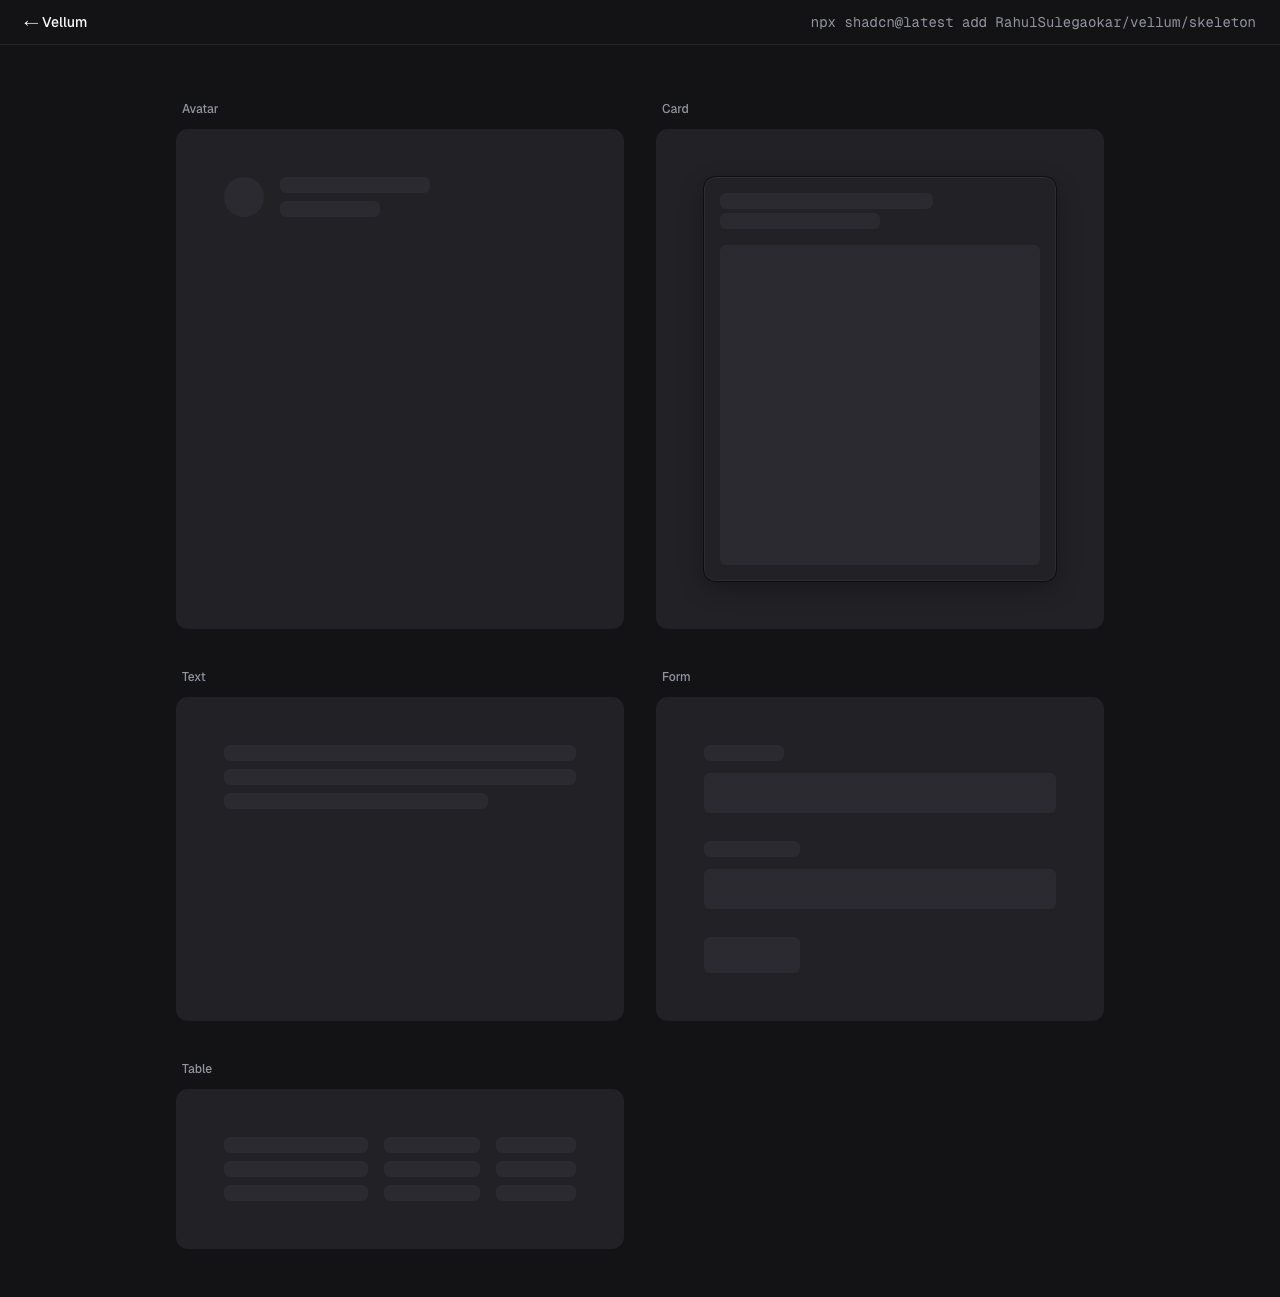 ← Vellum
npx shadcn@latest add RahulSulegaokar/vellum/skeleton
Avatar
Card
Text
Form
Table